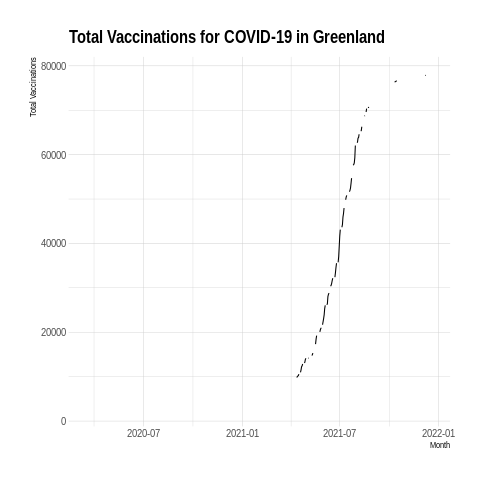 Total Vaccinations for COVID-19 in Greenland
Total Vaccinations
80000
60000
40000
20000
0
2020-07 2021-01 2021-07 2022-01
Month